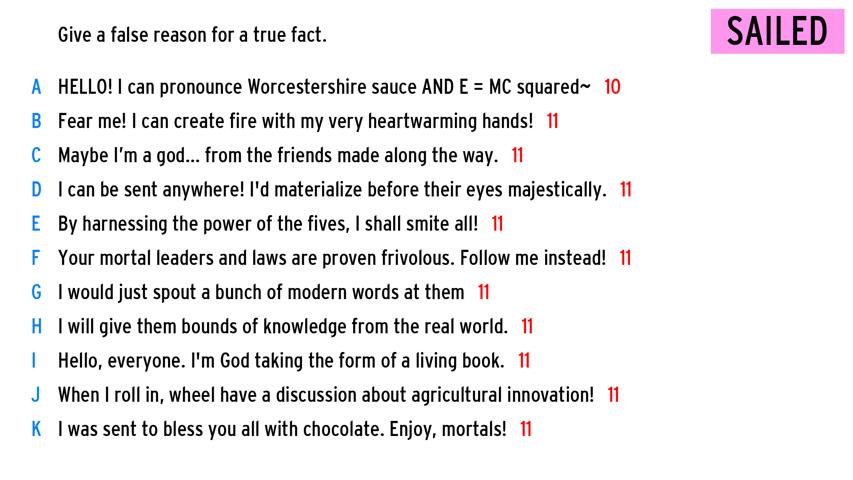 Give a false reason for a true fact.
SAILED
A HELLO! I can pronounce Worcestershire sauce AND E = MC squared~ 10
B Fear me! I can create fire with my very heartwarming hands! 11
C Maybe I'm a god... from the friends made along the way. 11
D I can be sent anywhere! I'd materialize before their eyes majestically. 11
E By harnessing the power of the fives, I shall smite all! 11
F Your mortal leaders and laws are proven frivolous. Follow me instead! 11
G I would just spout a bunch of modern words at them 11
H I will give them bounds of knowledge from the real world. 11
I Hello, everyone. I'm God taking the form of a living book. 11
J When I roll in, wheel have a discussion about agricultural innovation! 11
K I was sent to bless you all with chocolate. Enjoy, mortals! 11